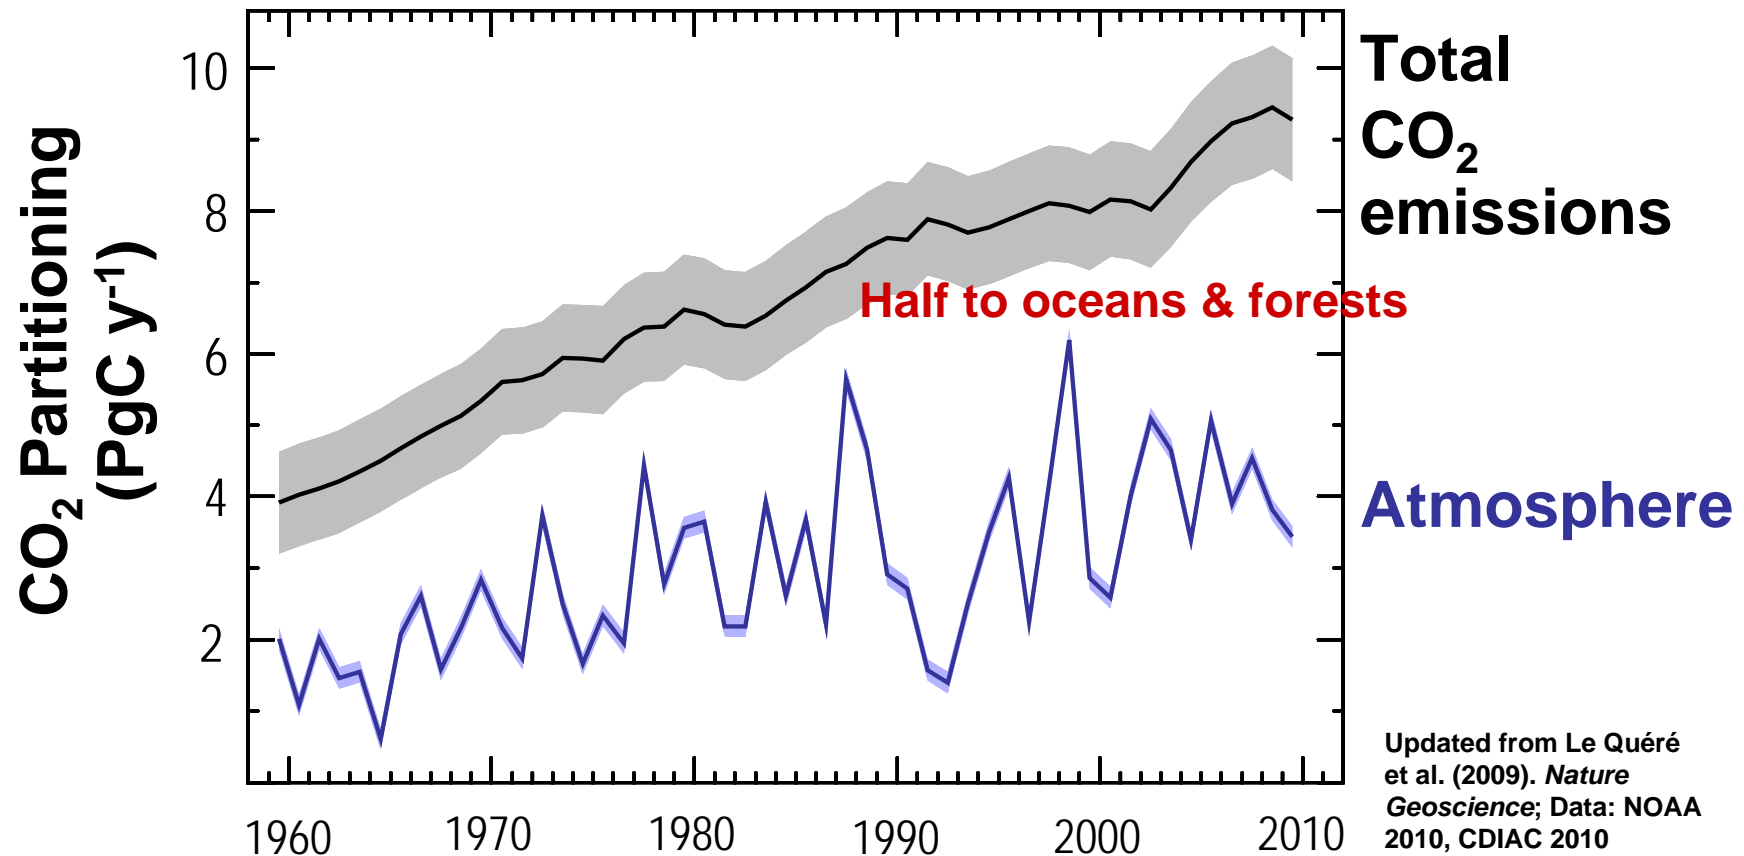 CO₂ Partitioning
(PgC y⁻¹)
10
8
6
4
2
1960
1970
1980
1990
2000
2010
Total
CO₂
emissions
Half to oceans & forests
Atmosphere
Updated from Le Quéré
et al. (2009). Nature
Geoscience; Data: NOAA
2010, CDIAC 2010